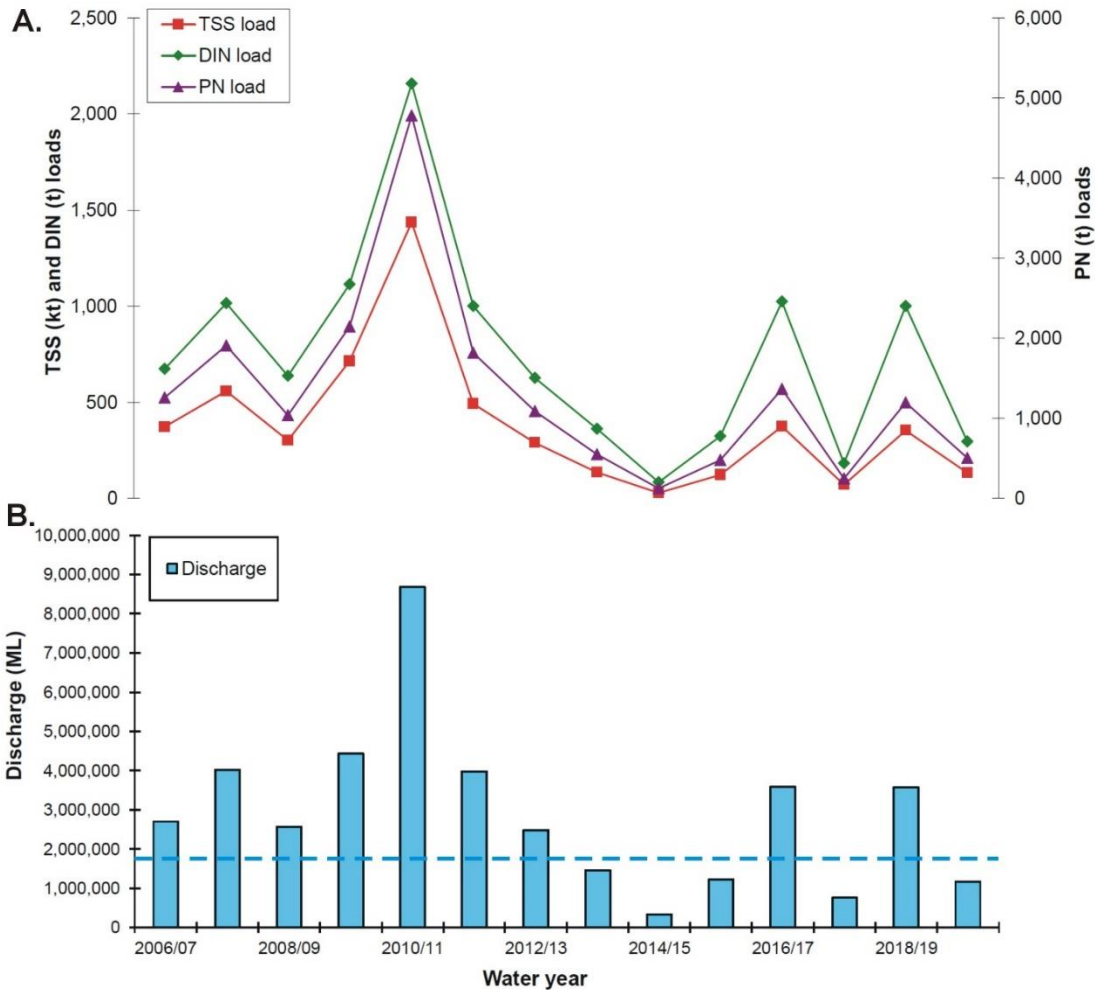 A.
TSS load
DIN load
PN load
2,500
2,000
1,500
1,000
500
0
TSS (kt) and DIN (t) loads
6,000
5,000
4,000
3,000
2,000
1,000
0
PN (t) loads
B.
Discharge
10,000,000
9,000,000
8,000,000
7,000,000
6,000,000
5,000,000
4,000,000
3,000,000
2,000,000
1,000,000
0
Discharge (ML)
2006/07 2008/09 2010/11 2012/13 2014/15 2016/17 2018/19
Water year